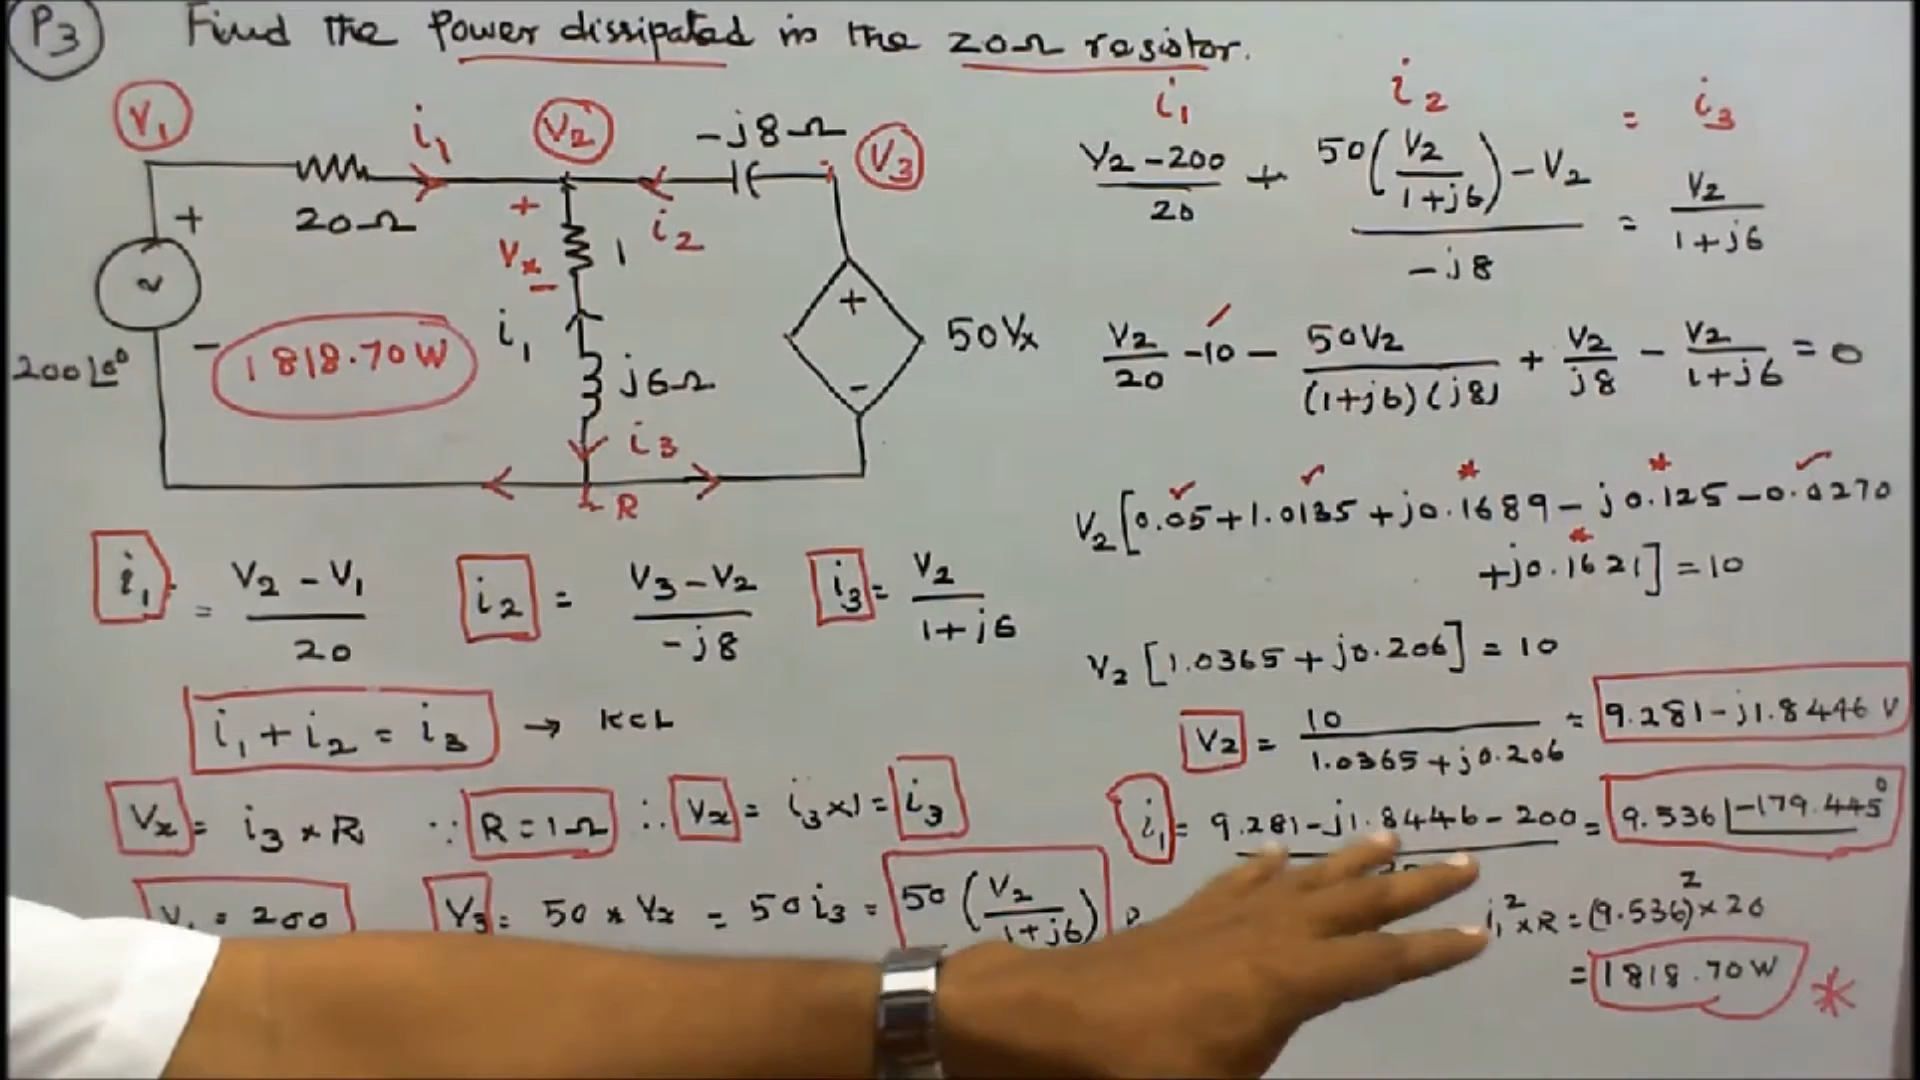 P3 Find the Power dissipated in the 20Ω resistor.
V1
i1
V2
-j8Ω
V3
20Ω
+
+
Vx
-
1
i2
i1
200∠0°
-
1818.70W
j6Ω
+
-
50Vx
i3
R
i1 = (V2 - V1)/20
i2 = (V3 - V2)/-j8
i3 = V2/(1+j6)
i1 + i2 = i3 → KCL
Vx = i3 × R ∵ R = 1Ω ∴ Vx = i3×1 = i3
= 200
V3 = 50 * Vx = 50i3 = 50(V2/(1+j6))
i1 i2 = i3
(V2-200)/20 + (50(V2/(1+j6)) - V2)/-j8 = V2/(1+j6)
V2/20 - 10 - 50V2/((1+j6)(j8)) + V2/j8 - V2/(1+j6) = 0
V2[0.05+1.0135+j0.1689-j0.125-0.0270
+j0.1621] = 10
V2[1.0365+j0.206] = 10
V2 = 10/(1.0365+j0.206) = 9.281-j1.8446 V
i1 = 9.281-j1.8446-200 = 9.536∠-179.445°
i1²×R = (9.536)²×20
= 1818.70W *